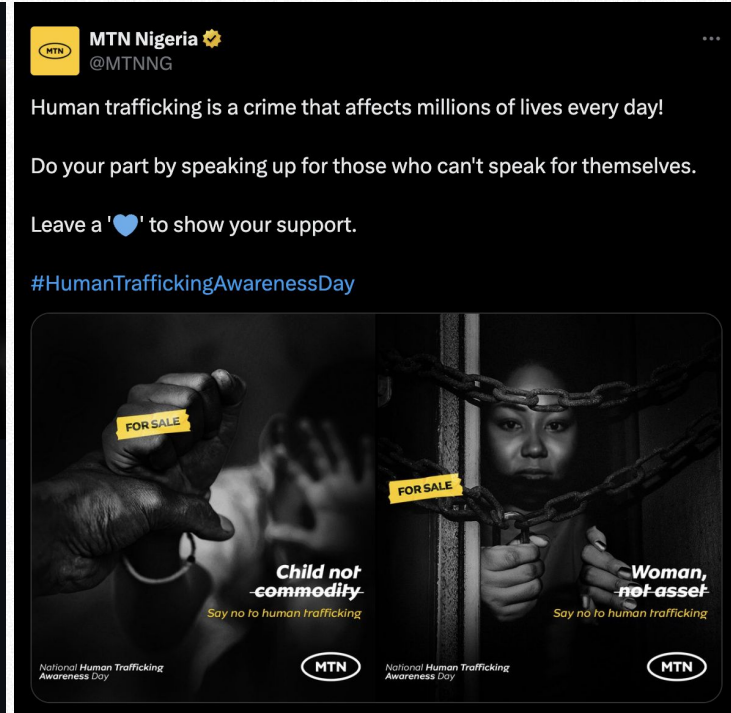 MTN
MTN Nigeria
@MTNNG
Human trafficking is a crime that affects millions of lives every day!
Do your part by speaking up for those who can't speak for themselves.
Leave a '💙' to show your support.
#HumanTraffickingAwarenessDay
FOR SALE
Child not
commodity
Say no to human trafficking
National Human Trafficking
Awareness Day
MTN
FOR SALE
Woman,
not asset
Say no to human trafficking
National Human Trafficking
Awareness Day
MTN